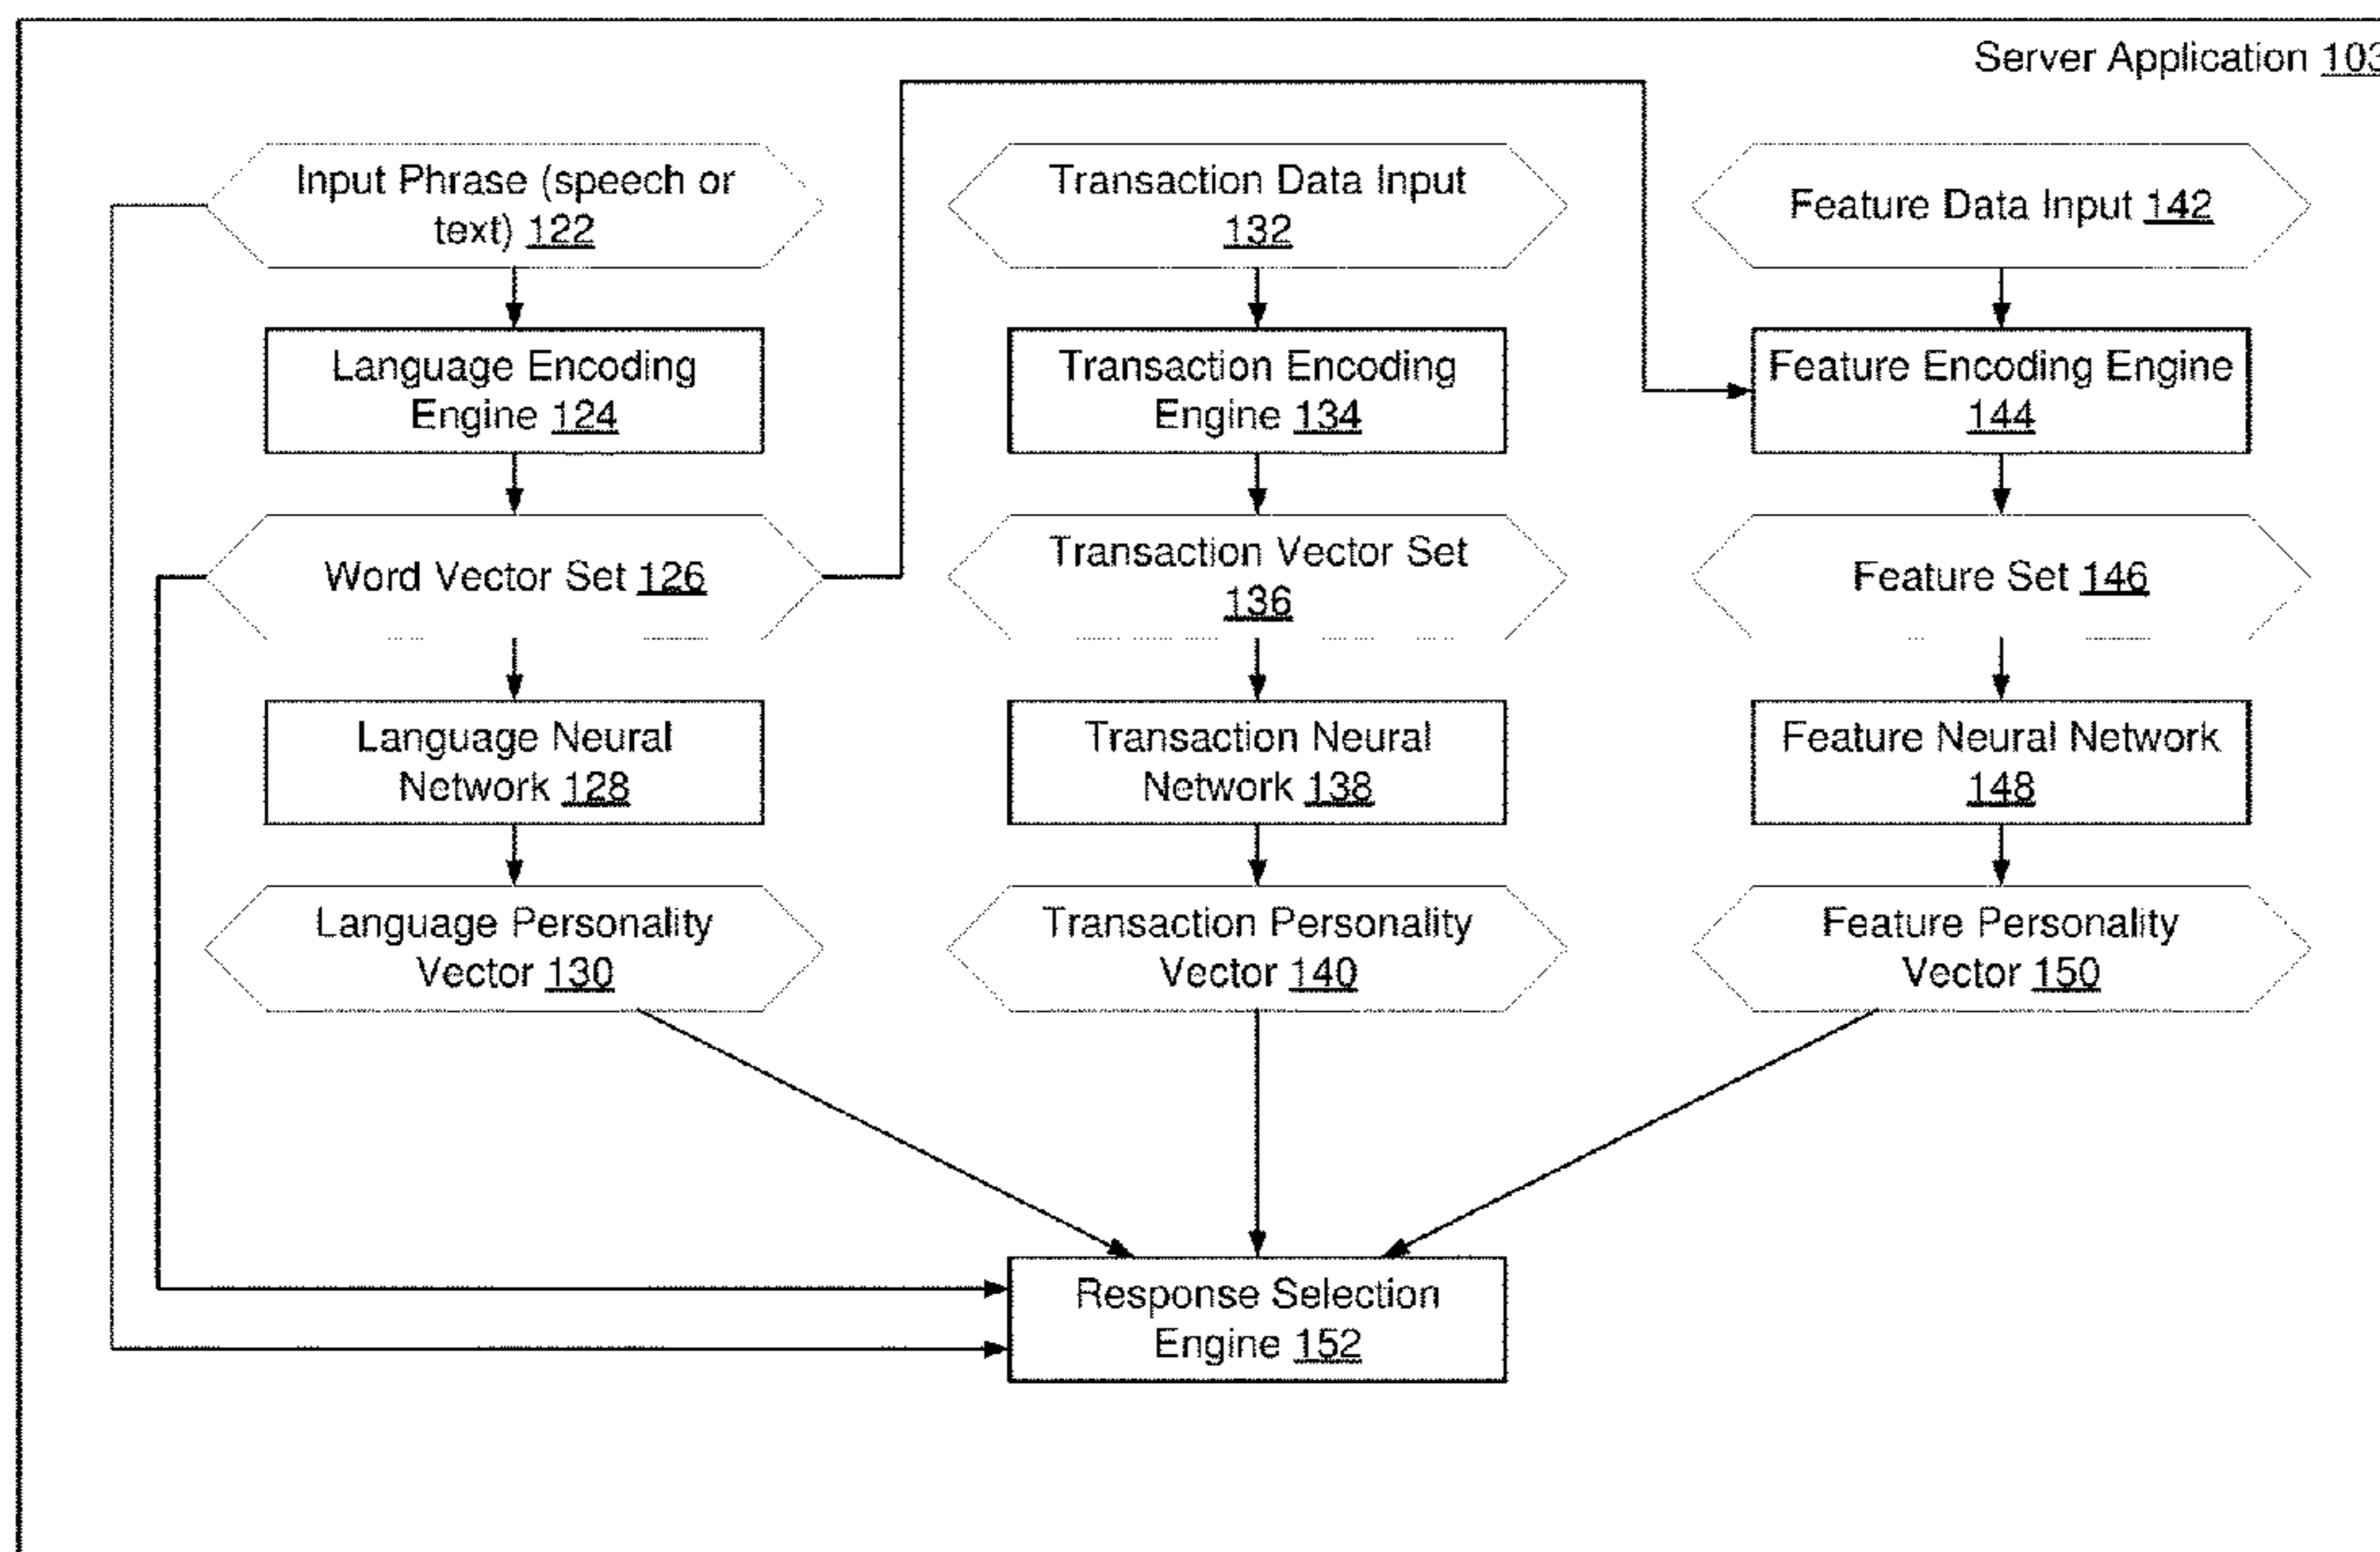 Server Application 103
Input Phrase (speech or
text) 122
Transaction Data Input
132
Feature Data Input 142
Language Encoding
Engine 124
Transaction Encoding
Engine 134
Feature Encoding Engine
144
Word Vector Set 126
Transaction Vector Set
136
Feature Set 146
Language Neural
Network 128
Transaction Neural
Network 138
Feature Neural Network
148
Language Personality
Vector 130
Transaction Personality
Vector 140
Feature Personality
Vector 150
Response Selection
Engine 152